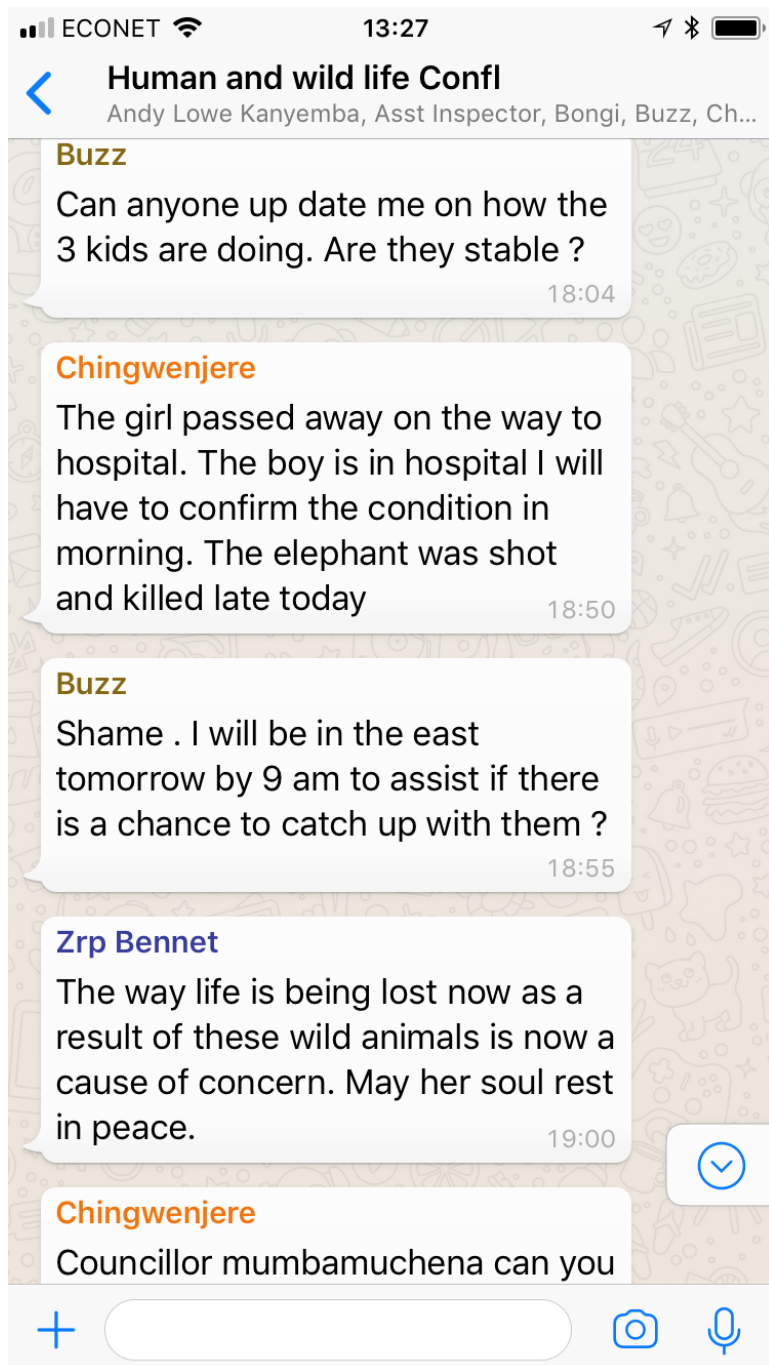 ECONET 13:27
Human and wild life Confl
Andy Lowe Kanyemba, Asst Inspector, Bongi, Buzz, Ch...
Buzz
Can anyone up date me on how the
3 kids are doing. Are they stable ?
18:04
Chingwenjere
The girl passed away on the way to
hospital. The boy is in hospital I will
have to confirm the condition in
morning. The elephant was shot
and killed late today
18:50
Buzz
Shame . I will be in the east
tomorrow by 9 am to assist if there
is a chance to catch up with them ?
18:55
Zrp Bennet
The way life is being lost now as a
result of these wild animals is now a
cause of concern. May her soul rest
in peace.
19:00
Chingwenjere
Councillor mumbamuchena can you